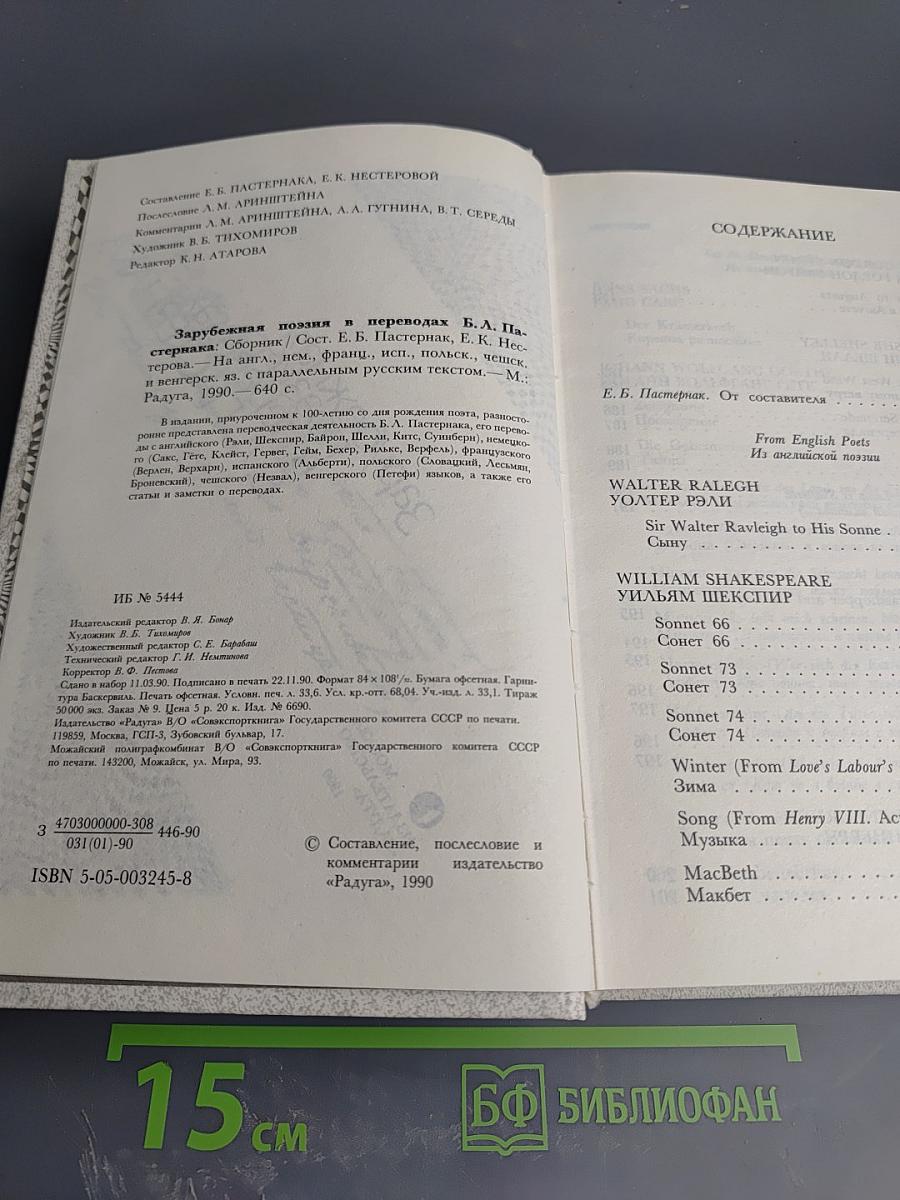 Составление Е. Б. ПАСТЕРНАКА, Е. К. НЕСТЕРОВОЙ
Послесловие Л. М. АРИНШТЕЙНА
Комментарии Л. М. АРИНШТЕЙНА, А. А. ГУГНИНА, В. Т. СЕРЕДЫ
Художник В. Б. ТИХОМИРОВ
Редактор К. Н. АТАРОВА
Зарубежная поэзия в переводах Б. Л. Па-
стернака: Сборник / Сост. Е. Б. Пастернак, Е. К. Нес-
терова.— На англ., нем., франц., исп., польск., чешск.
и венгерск. яз. с параллельным русским текстом.— М.:
Радуга, 1990.— 640 с.
В издании, приуроченном к 100-летию со дня рождения поэта, разносто-
ронне представлена переводческая деятельность Б. Л. Пастернака, его перево-
ды с английского (Рэли, Шекспир, Байрон, Шелли, Китс, Суинберн), немецко-
го (Сакс, Гёте, Клейст, Гервег, Гейм, Бехер, Рильке, Верфель), французского
(Верлен, Верхарн), испанского (Альберти), польского (Словацкий, Лесьмян,
Броневский), чешского (Незвал), венгерского (Петефи) языков, а также его
статьи и заметки о переводах.
ИБ № 5444
Издательский редактор В. Я. Бонар
Художник В. Б. Тихомиров
Художественный редактор С. Е. Барабаш
Технический редактор Г. И. Немтинова
Корректор В. Ф. Пестова
Сдано в набор 11.03.90. Подписано в печать 22.11.90. Формат 84×108¹/₃₂. Бумага офсетная. Гарни-
тура Баскервиль. Печать офсетная. Условн. печ. л. 33,6. Усл. кр.-отт. 68,04. Уч.-изд. л. 33,1. Тираж
50 000 экз. Заказ № 9. Цена 5 р. 20 к. Изд. № 6690.
Издательство «Радуга» В/О «Совэкспорткнига» Государственного комитета СССР по печати.
119859, Москва, ГСП-3, Зубовский бульвар, 17.
Можайский полиграфкомбинат В/О «Совэкспорткнига» Государственного комитета СССР
по печати. 143200, Можайск, ул. Мира, 93.
З 4703000000-308 446-90
031(01)-90
ISBN 5-05-003245-8
© Составление, послесловие и
комментарии издательство
«Радуга», 1990
СОДЕРЖАНИЕ
Е. Б. Пастернак. От составителя . . . . .
From English Poets
Из английской поэзии
WALTER RALEGH
УОЛТЕР РЭЛИ
Sir Walter Ravleigh to His Sonne .
Сыну . . . . . . . . . . . . . .
WILLIAM SHAKESPEARE
УИЛЬЯМ ШЕКСПИР
Sonnet 66 . . . . . . . . . . .
Сонет 66 . . . . . . . . . . .
Sonnet 73 . . . . . . . . . . .
Сонет 73 . . . . . . . . . . .
Sonnet 74 . . . . . . . . . . .
Сонет 74 . . . . . . . . . . .
Winter (From Love's Labour's
Зима . . . . . . . . . . . .
Song (From Henry VIII. Ac
Музыка . . . . . . . . . . .
MacBeth . . . . . . . . . .
Макбет . . . . . . . . . .
15 см
БФ БИБЛИОФАН